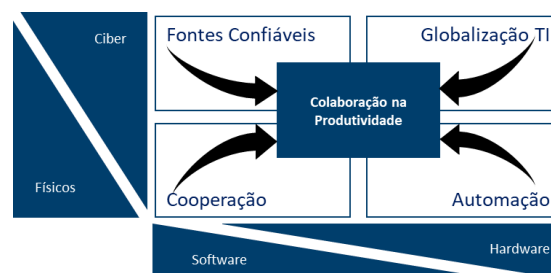 Ciber
Fontes Confiáveis
Globalização TI
Colaboração na
Produtividade
Físicos
Cooperação
Automação
Software
Hardware